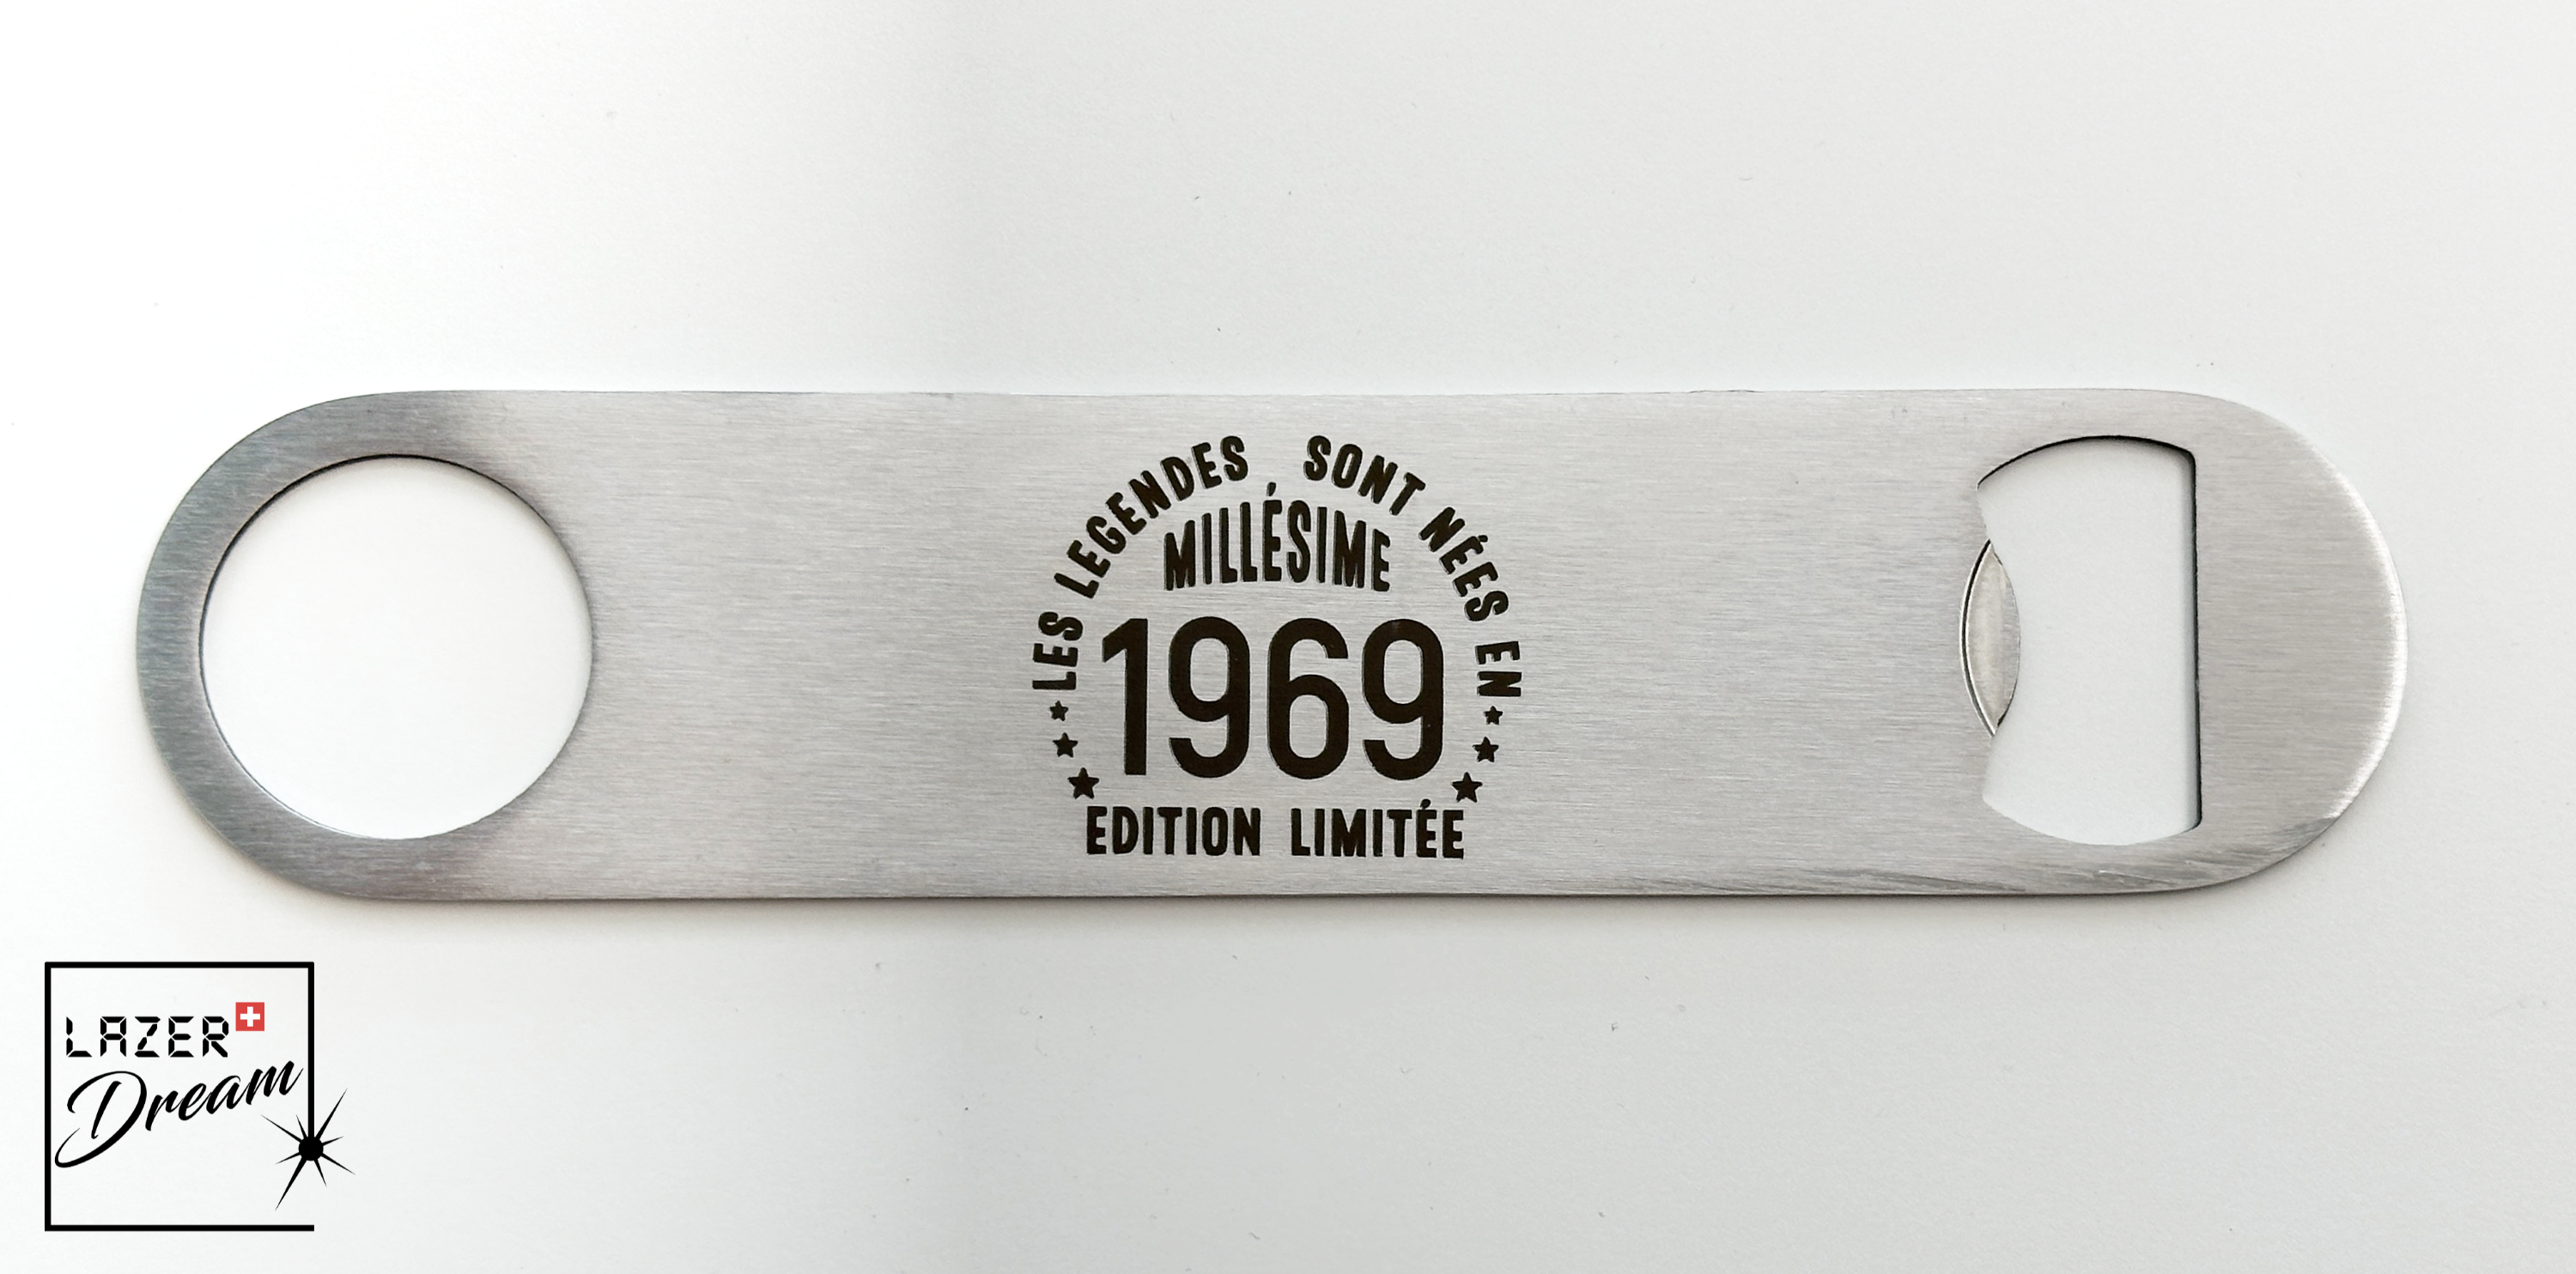 LES LEGENDES SONT NÉES EN
MILLÉSIME
1969
EDITION LIMITÉE
LAZER
Dream